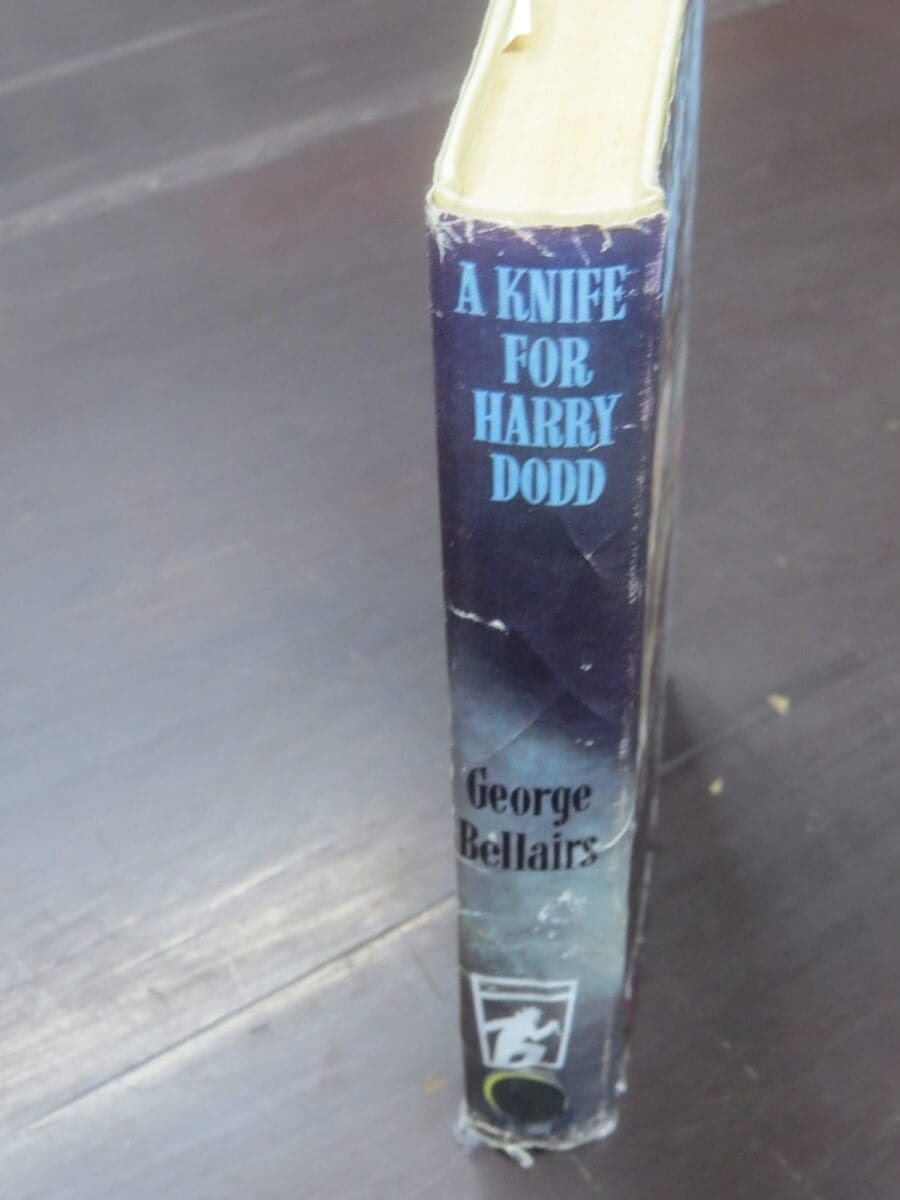 A KNIFE
FOR
HARRY
DODD
George
Bellairs